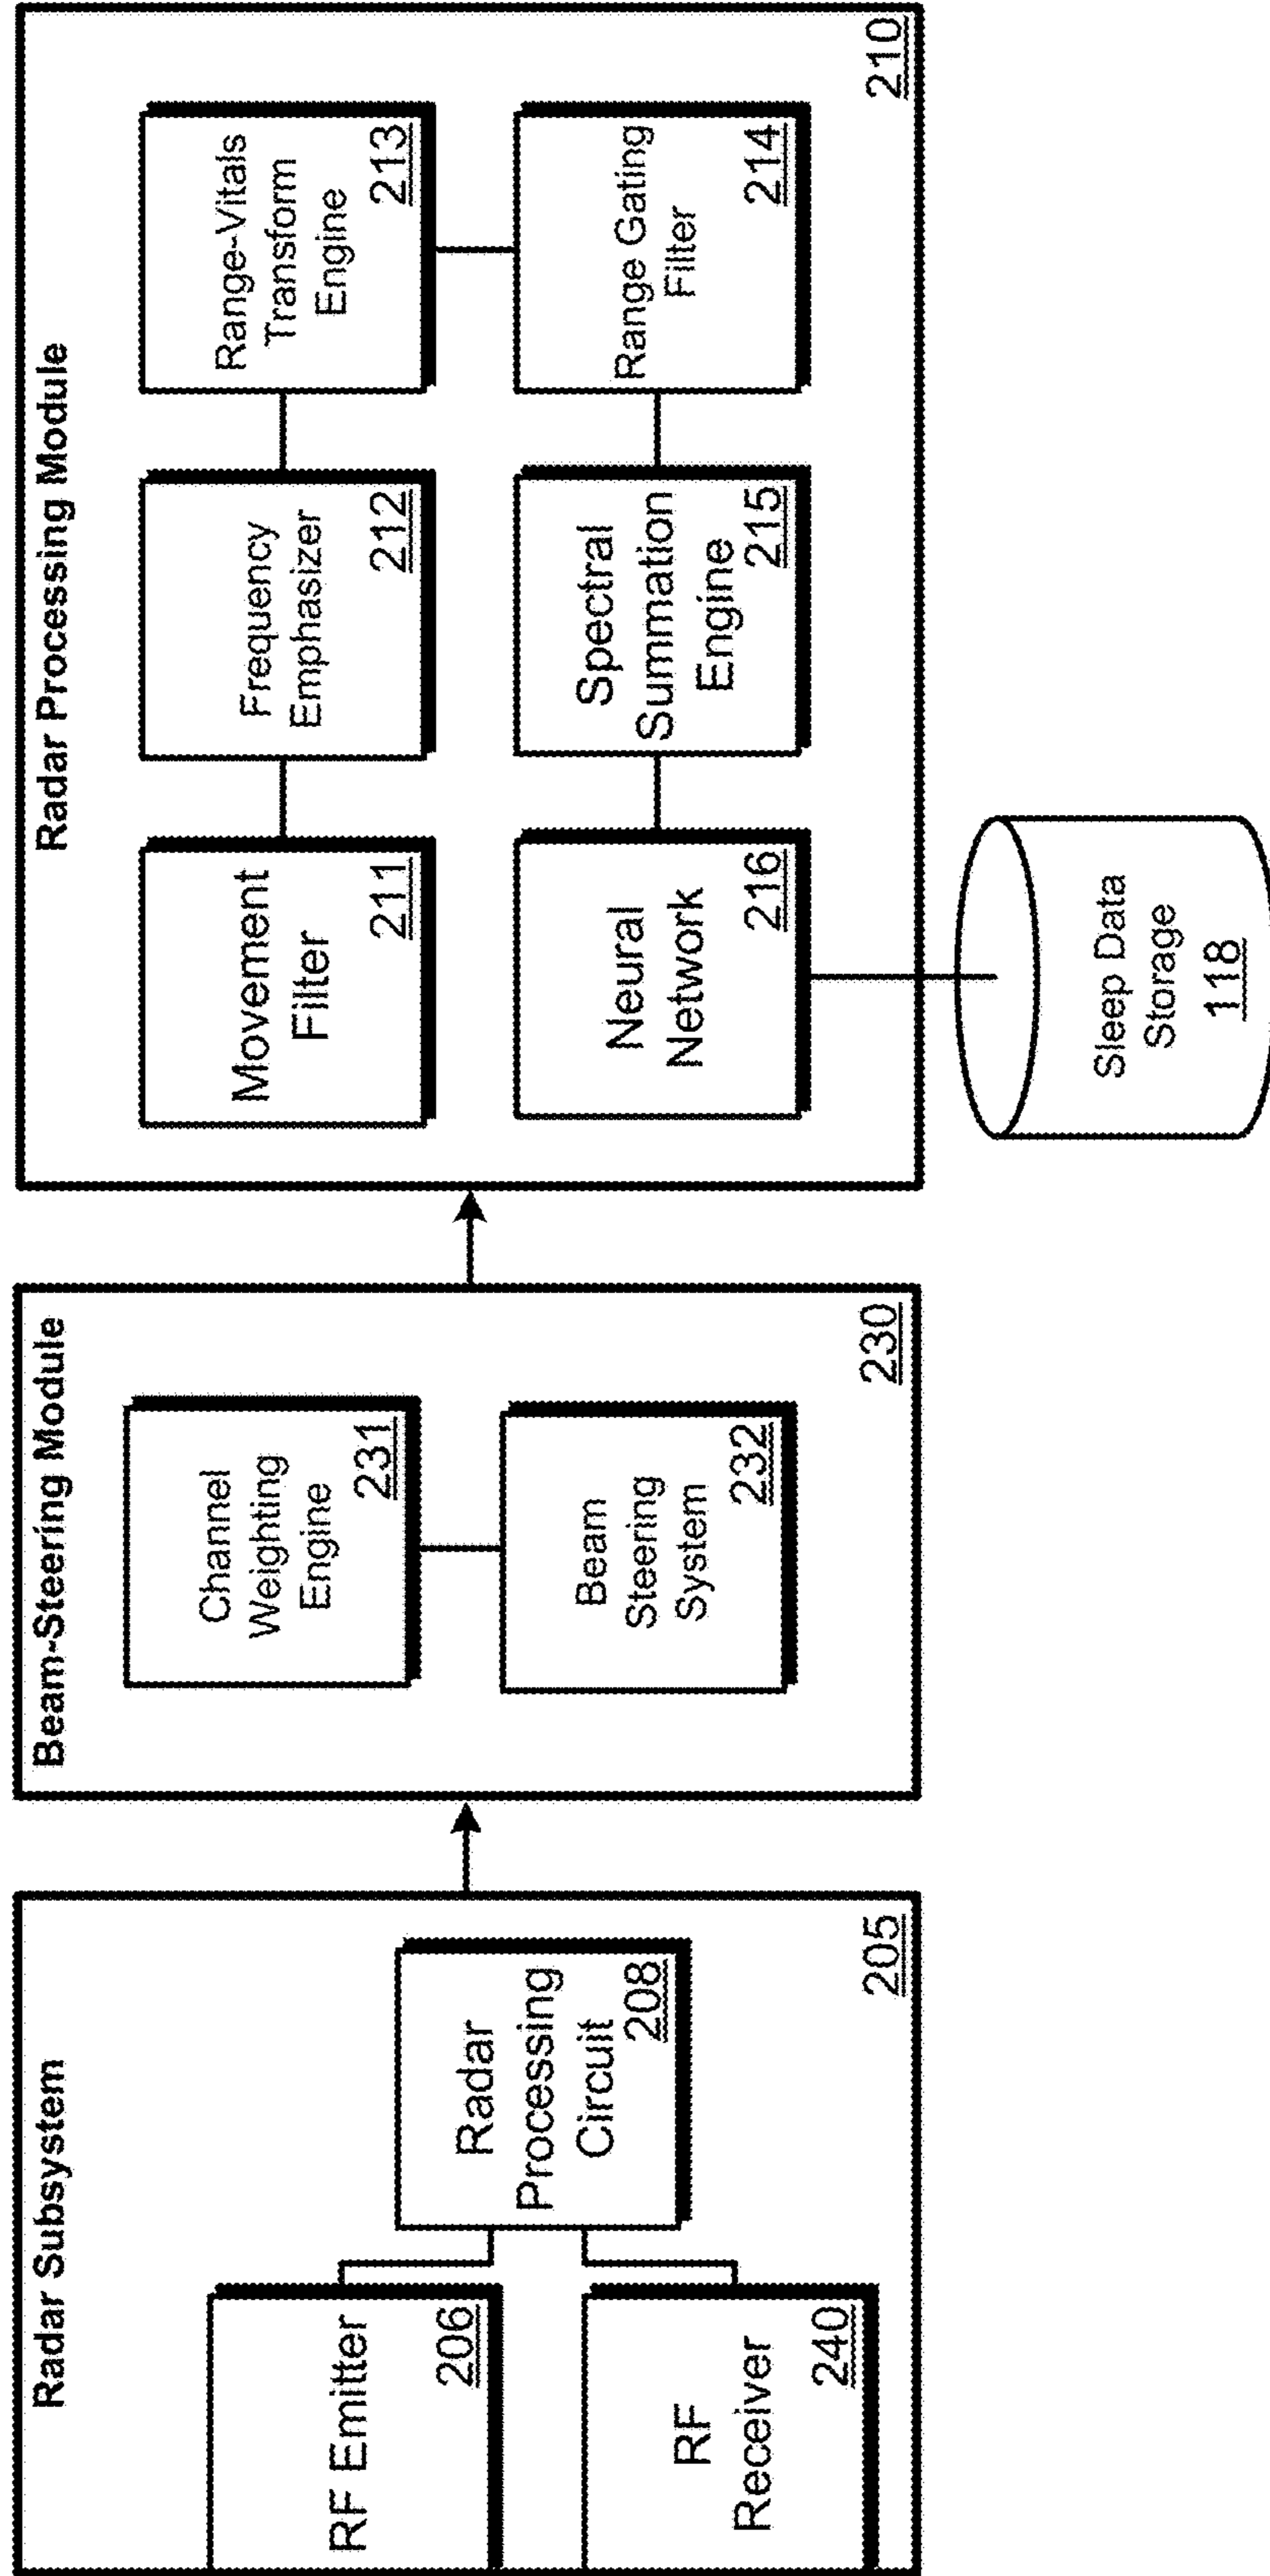 Radar Subsystem
RF Emitter
206
RF
Receiver
240
Radar
Processing
Circuit
208
205
Beam-Steering Module
Channel
Weighting
Engine
231
Beam
Steering
System
232
230
Radar Processing Module
Movement
Filter
211
Frequency
Emphasizer
212
Range-Vitals
Transform
Engine
213
Neural
Network
216
Spectral
Summation
Engine
215
Range Gating
Filter
214
210
Sleep Data
Storage
118